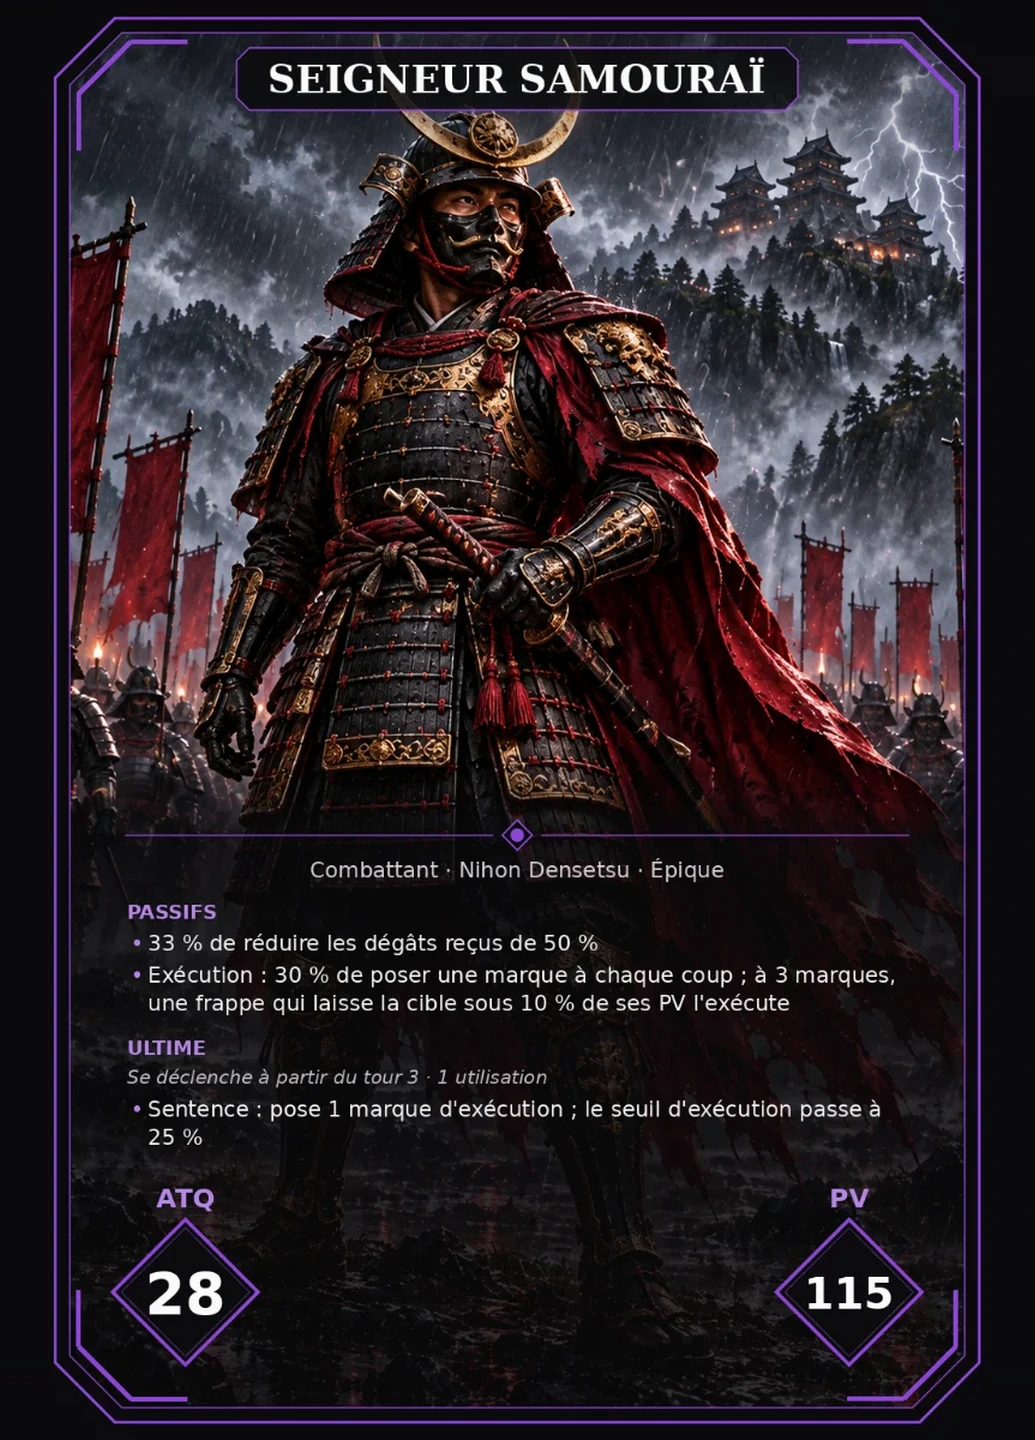 SEIGNEUR SAMOURAÏ
Combattant · Nihon Densetsu · Épique
PASSIFS
• 33 % de réduire les dégâts reçus de 50 %
• Exécution : 30 % de poser une marque à chaque coup ; à 3 marques,
une frappe qui laisse la cible sous 10 % de ses PV l'exécute
ULTIME
Se déclenche à partir du tour 3 · 1 utilisation
• Sentence : pose 1 marque d'exécution ; le seuil d'exécution passe à
25 %
ATQ
28
PV
115